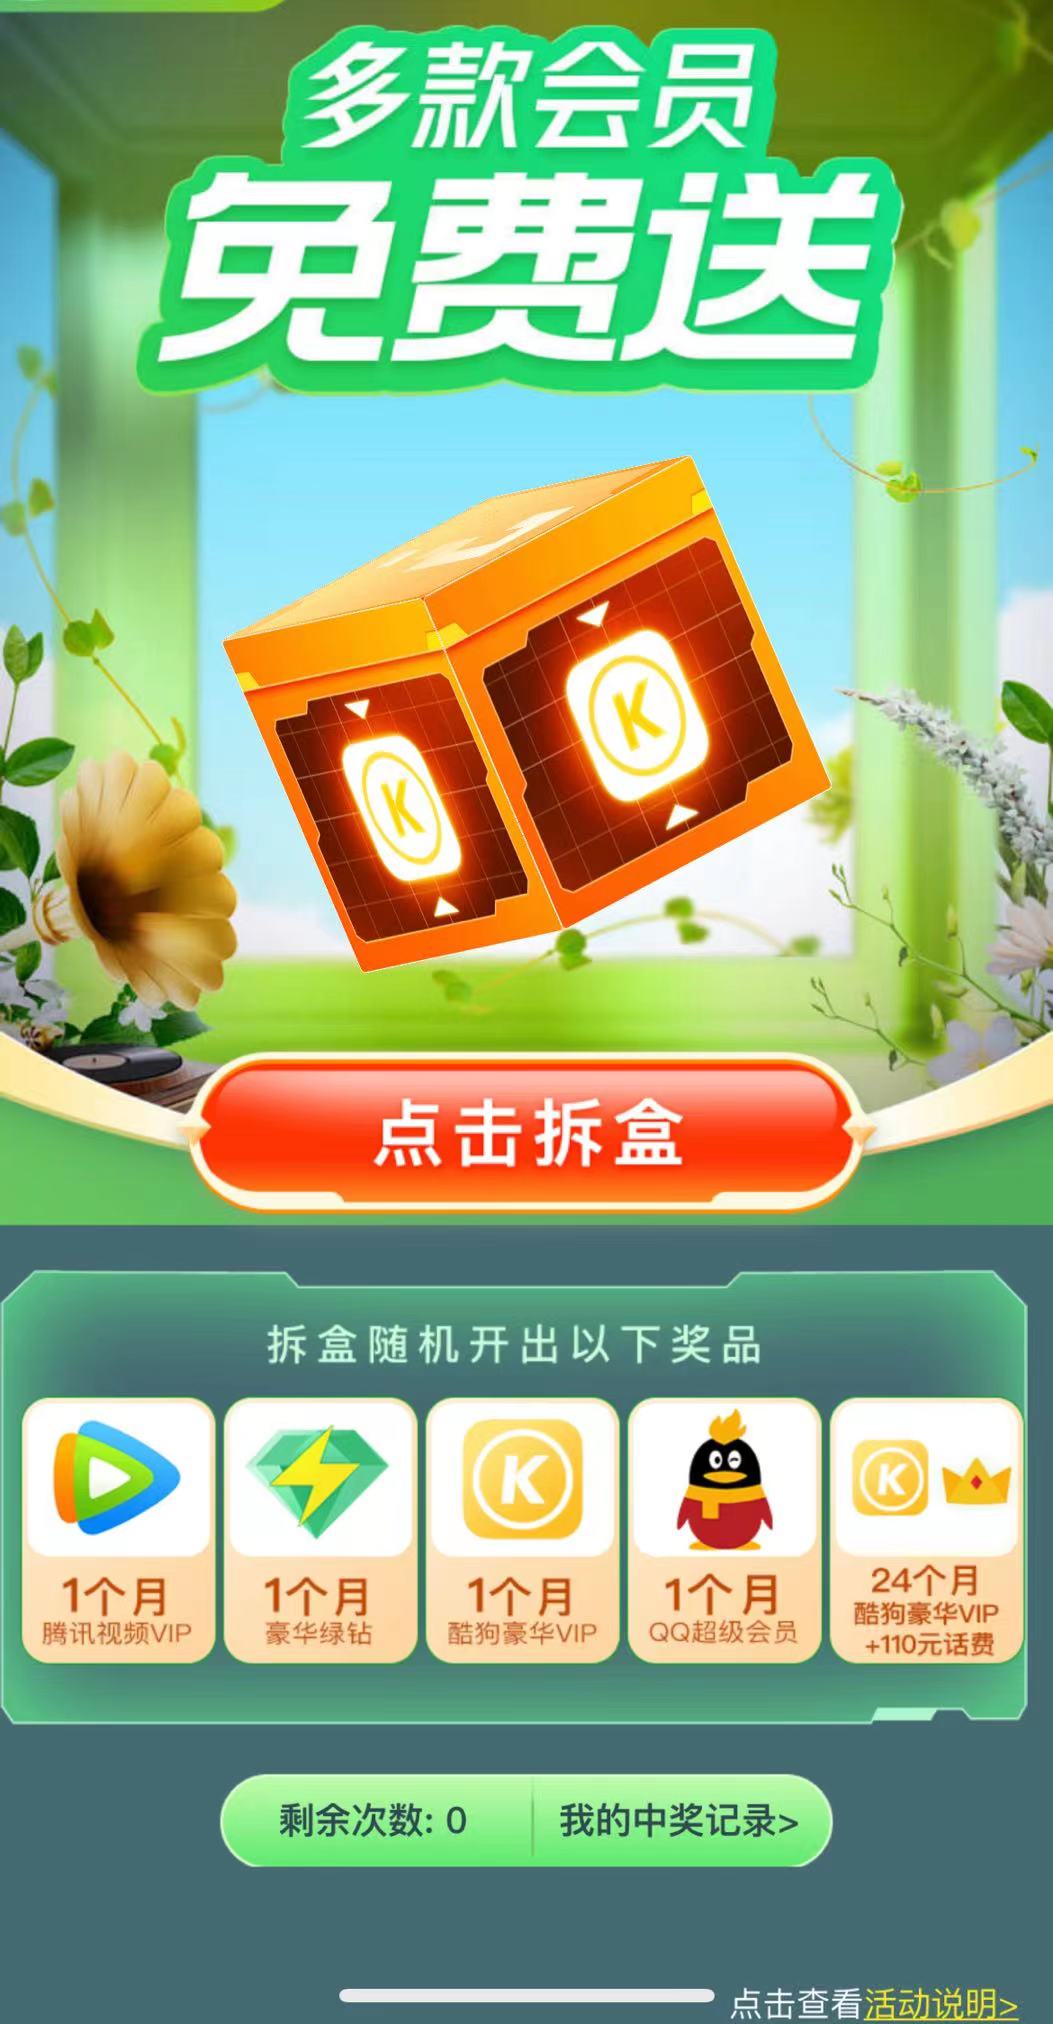 多款会员
免费送
K
K
点击拆盒
拆盒随机开出以下奖品
K
K
1个月
腾讯视频VIP
1个月
豪华绿钻
1个月
酷狗豪华VIP
1个月
QQ超级会员
24个月
酷狗豪华VIP
+110元话费
剩余次数: 0
我的中奖记录>
点击查看活动说明>